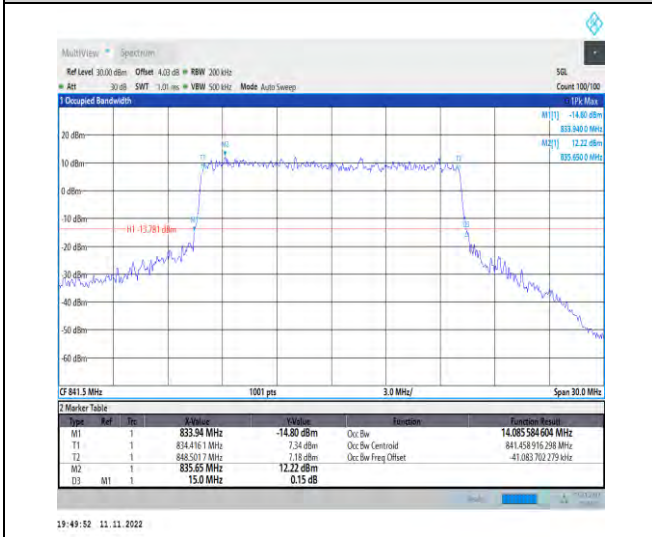 MultiView Spectrum
Ref Level 30.00 dBm Offset 4.03 dB RBW 200 kHz SGL
Att 30 dB SWT 1.01 ms VBW 500 kHz Mode Auto Sweep Count 100/100
1 Occupied Bandwidth 1Pk Max
M1[1] -14.80 dBm
833.940 0 MHz
M2[1] 12.22 dBm
835.650 0 MHz
20 dBm
M2
T1
T2
10 dBm
0 dBm
-10 dBm
H1 -13.781 dBm
-20 dBm
-30 dBm
-40 dBm
-50 dBm
-60 dBm
CF 841.5 MHz 1001 pts 3.0 MHz/ Span 30.0 MHz
2 Marker Table
Type Ref Trc X-Value Y-Value Function Function Result
M1 1 833.94 MHz -14.80 dBm Occ Bw 14.085 584 604 MHz
T1 1 834.416 1 MHz 7.34 dBm Occ Bw Centroid 841.458 916 298 MHz
T2 1 848.501 7 MHz 7.18 dBm Occ Bw Freq Offset -41.083 702 279 kHz
M2 1 835.65 MHz 12.22 dBm
D3 M1 1 15.0 MHz 0.15 dB
19:49:52 11.11.2022